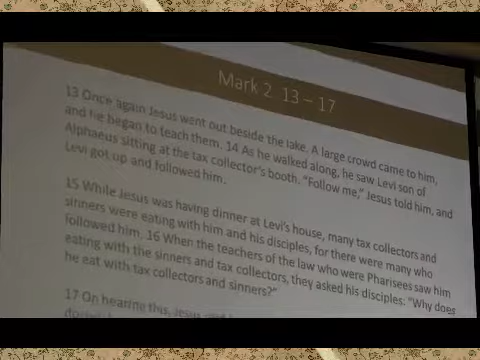 Mark 2 13 – 17
13 Once again Jesus went out beside the lake. A large crowd came to him,
and he began to teach them. 14 As he walked along, he saw Levi son of
Alphaeus sitting at the tax collector's booth. "Follow me," Jesus told him, and
Levi got up and followed him.
15 While Jesus was having dinner at Levi's house, many tax collectors and
sinners were eating with him and his disciples, for there were many who
followed him. 16 When the teachers of the law who were Pharisees saw him
eating with the sinners and tax collectors, they asked his disciples: "Why does
he eat with tax collectors and sinners?"
17 On hearing this, Jesus